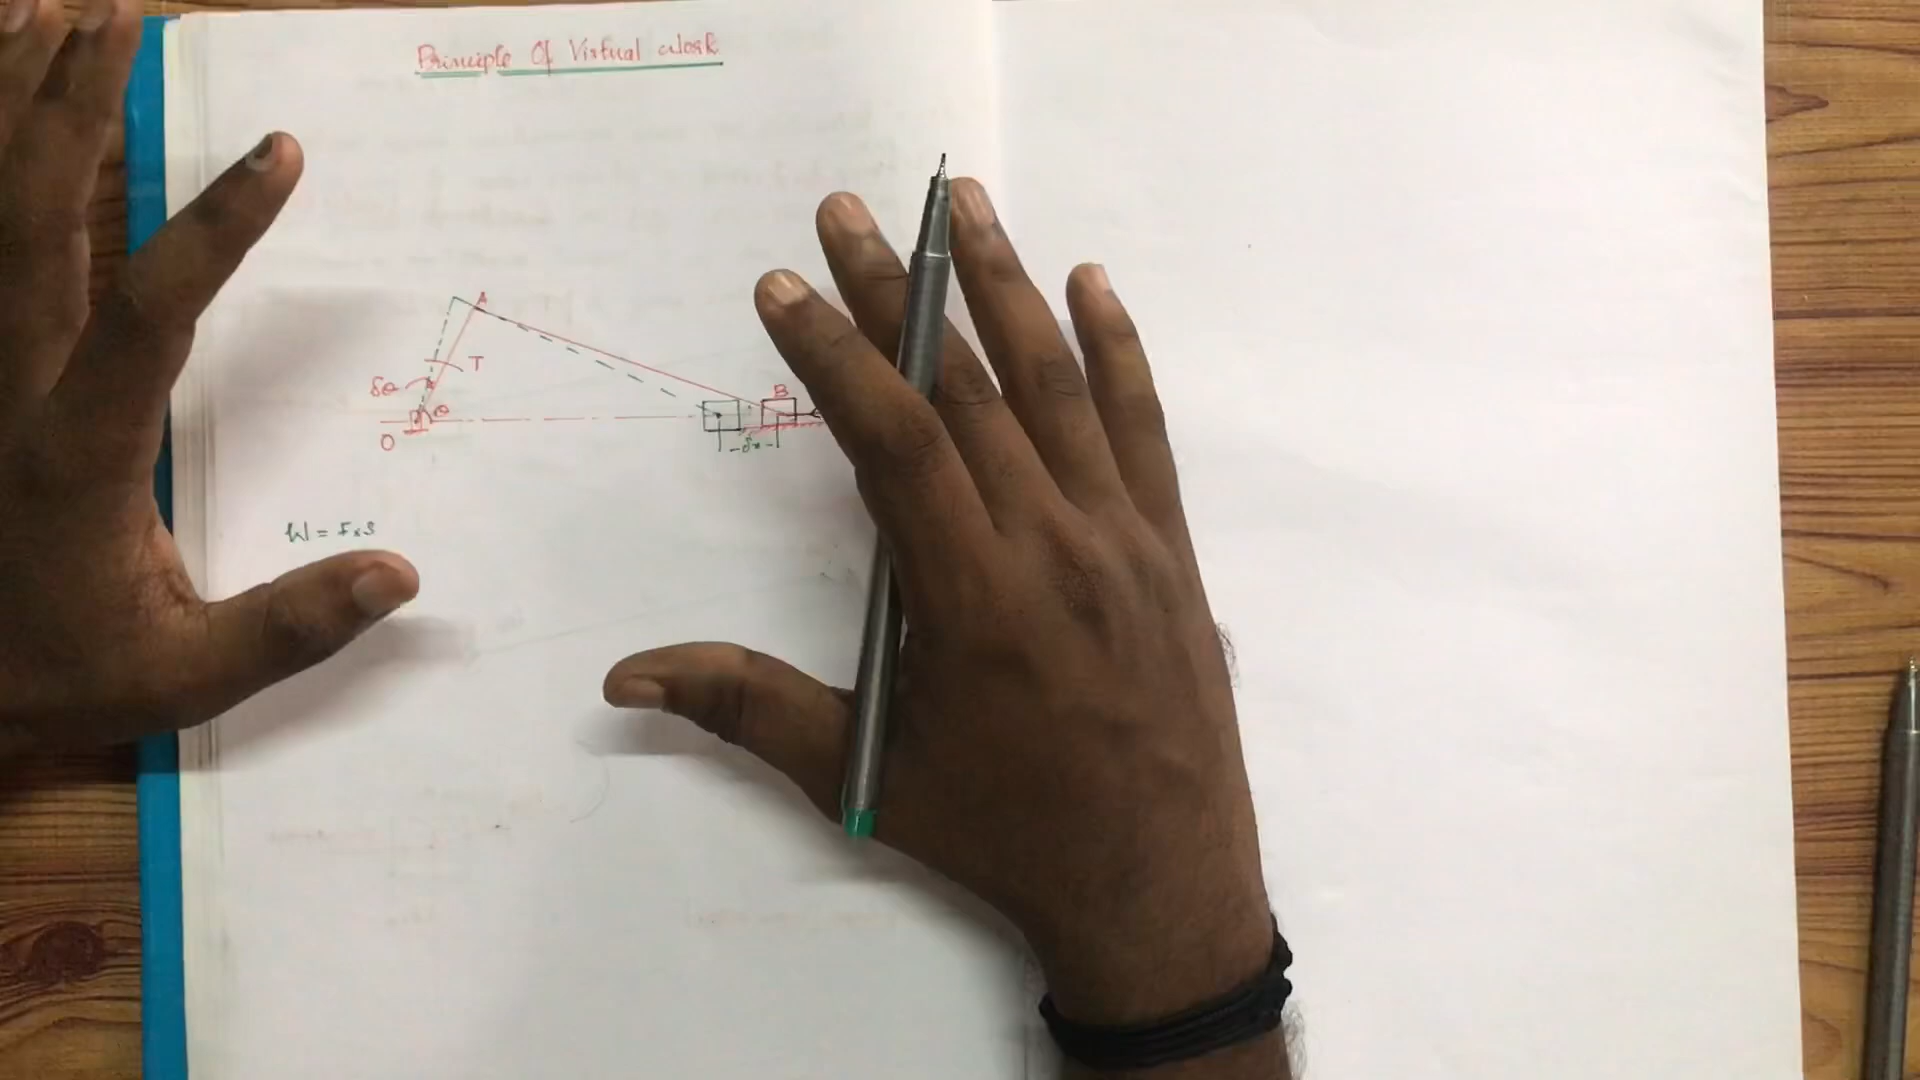 Principle Of Virtual Work
A
T
δθ
θ
B
O
-δx-
W = F×S